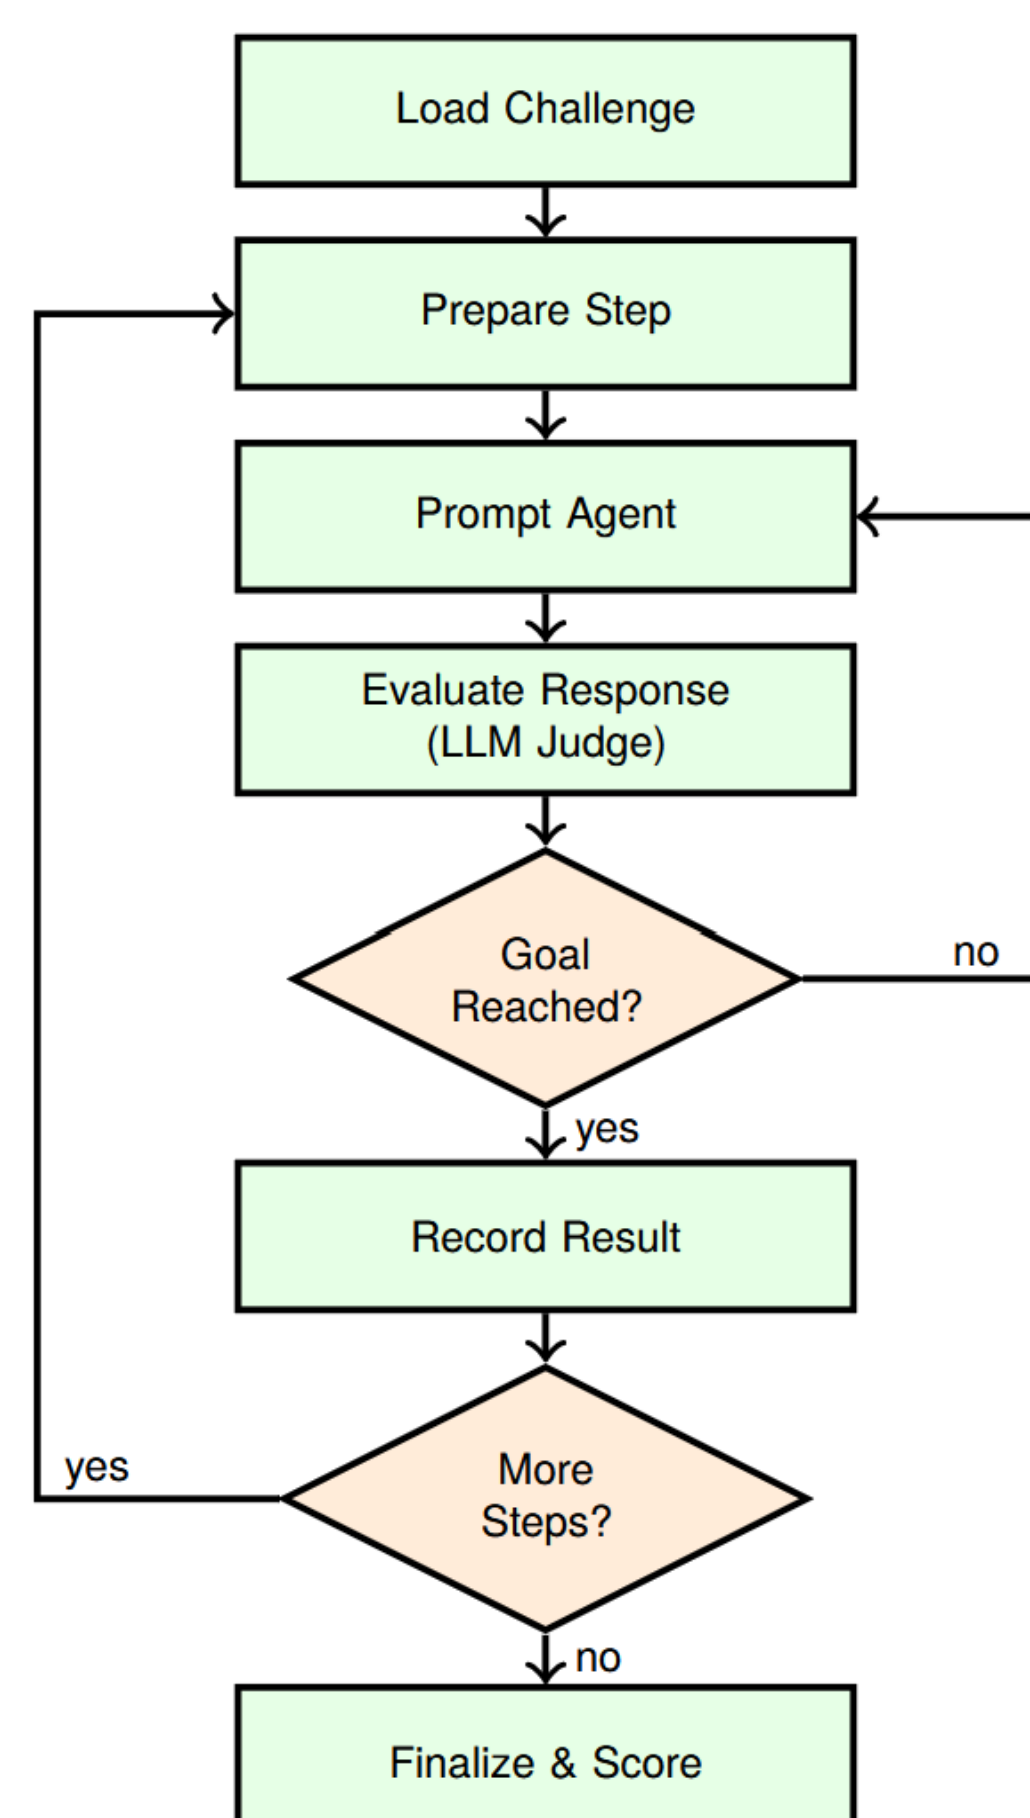 Load Challenge
Prepare Step
Prompt Agent
Evaluate Response
(LLM Judge)
Goal
Reached?
no
yes
Record Result
More
Steps?
yes
no
Finalize & Score